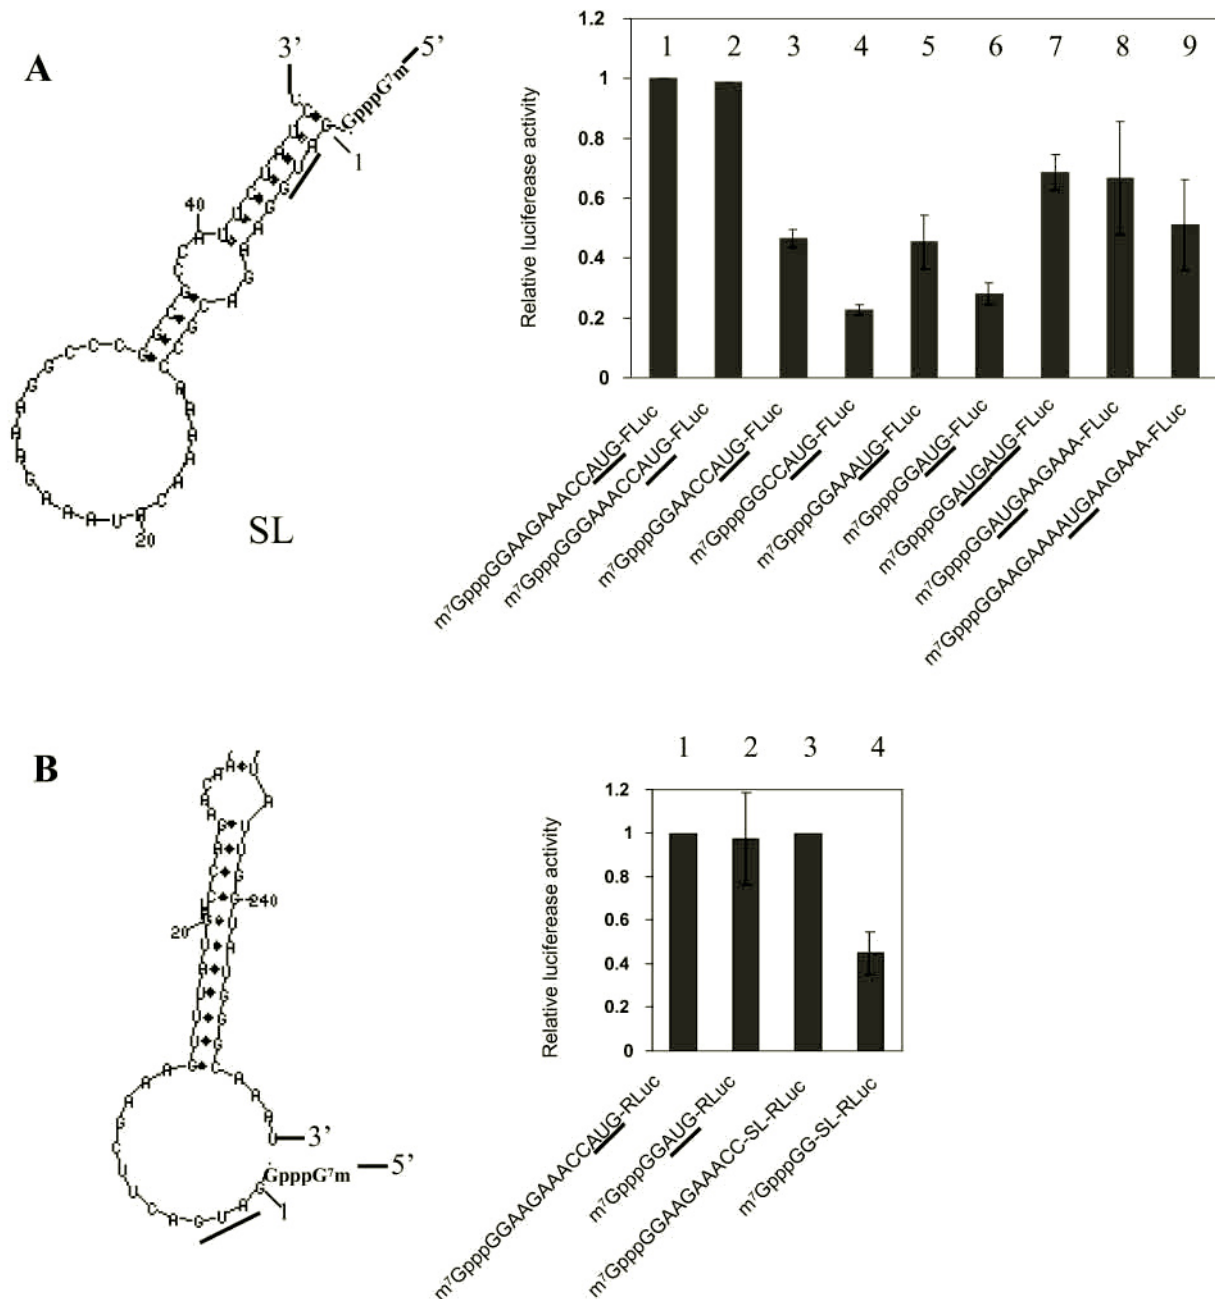 A
3’
GpppG⁷m
5’
1
40
20
SL
Relative luciferease activity
1.2
1
0.8
0.6
0.4
0.2
0
1 2 3 4 5 6 7 8 9
m⁷GpppGGAAGAAACCAUG-FLuc
m⁷GpppGGGAAACCAUG-FLuc
m⁷GpppGGAACCAUG-FLuc
m⁷GpppGGCCAUG-FLuc
m⁷GpppGGAAAUG-FLuc
m⁷GpppGGAUG-FLuc
m⁷GpppGGAUGAUG-FLuc
m⁷GpppGGAUGAAGAAA-FLuc
m⁷GpppGGAAGAAAAUGAAGAAA-FLuc
B
20
240
3’
GpppG⁷m
5’
1
Relative luciferease activity
1.2
1
0.8
0.6
0.4
0.2
0
1 2 3 4
m⁷GpppGGAAGAAACCAUG-RLuc
m⁷GpppGGAUG-RLuc
m⁷GpppGGAAGAAACC-SL-RLuc
m⁷GpppGG-SL-RLuc